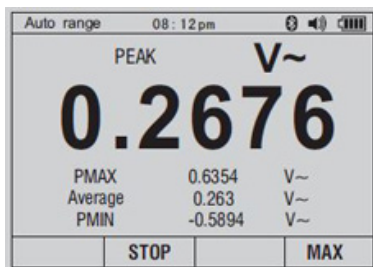 Auto range 08:12pm
PEAK V~
0.2676
PMAX 0.6354 V~
Average 0.263 V~
PMIN -0.5894 V~
STOP MAX